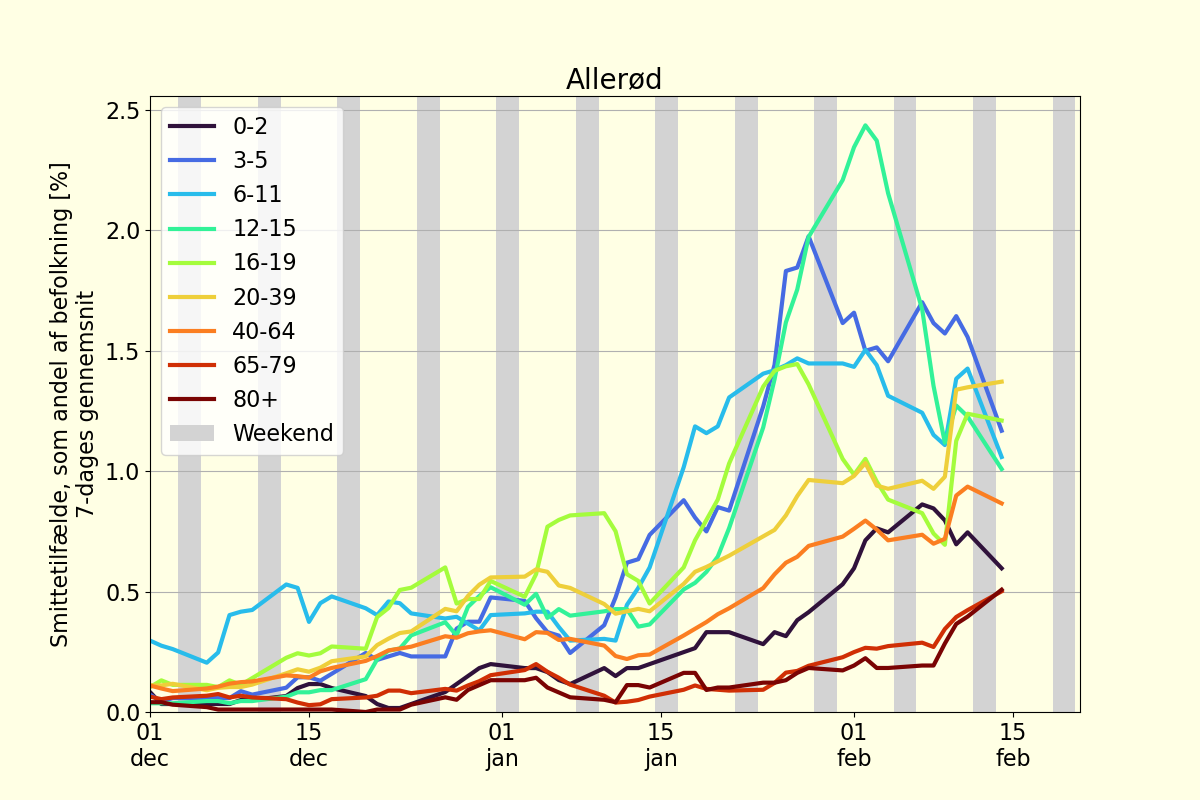 Allerød
Smittetilfælde, som andel af befolkning [%]
7-dages gennemsnit
2.5
2.0
1.5
1.0
0.5
0.0
0-2
3-5
6-11
12-15
16-19
20-39
40-64
65-79
80+
Weekend
01
dec
15
dec
01
jan
15
jan
01
feb
15
feb